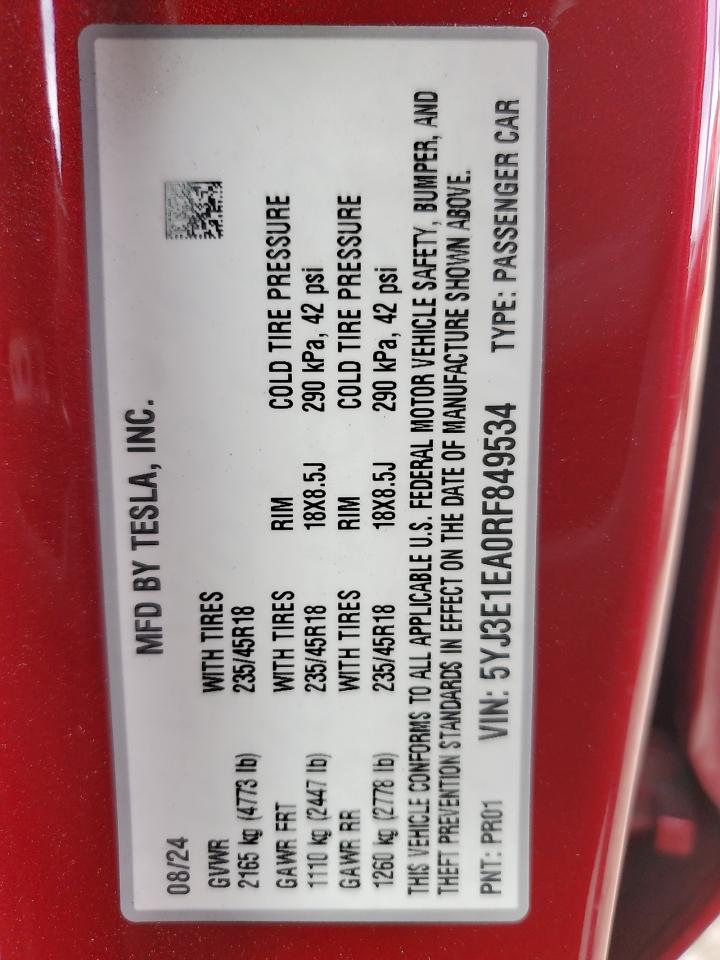 MFD BY TESLA, INC.
08/24
GVWR WITH TIRES
2165 kg (4773 lb) 235/45R18
GAWR FRT WITH TIRES RIM COLD TIRE PRESSURE
1110 kg (2447 lb) 235/45R18 18X8.5J 290 kPa, 42 psi
GAWR RR WITH TIRES RIM COLD TIRE PRESSURE
1260 kg (2778 lb) 235/45R18 18X8.5J 290 kPa, 42 psi
THIS VEHICLE CONFORMS TO ALL APPLICABLE U.S. FEDERAL MOTOR VEHICLE SAFETY, BUMPER, AND
THEFT PREVENTION STANDARDS IN EFFECT ON THE DATE OF MANUFACTURE SHOWN ABOVE.
PNT: PR01 VIN: 5YJ3E1EA0RF849534 TYPE: PASSENGER CAR